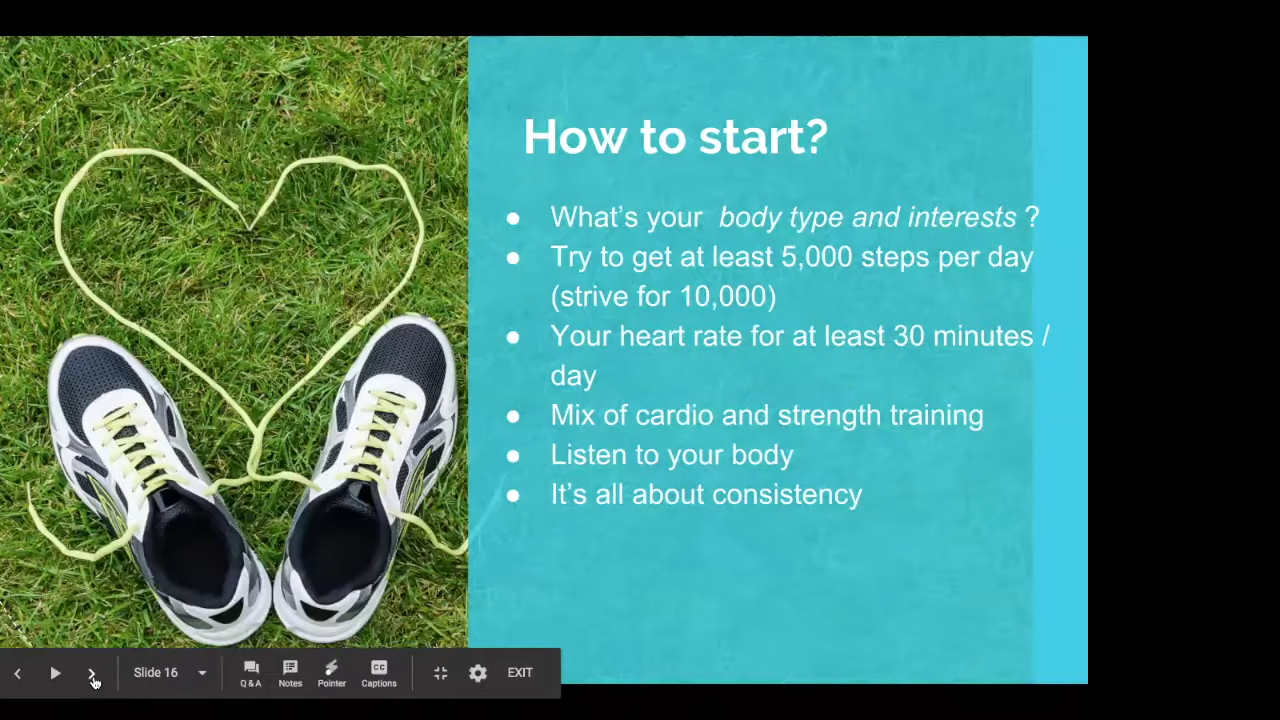 How to start?
● What's your body type and interests ?
● Try to get at least 5,000 steps per day
(strive for 10,000)
● Your heart rate for at least 30 minutes /
day
● Mix of cardio and strength training
● Listen to your body
● It's all about consistency
Slide 16
Q & A Notes Pointer Captions
EXIT